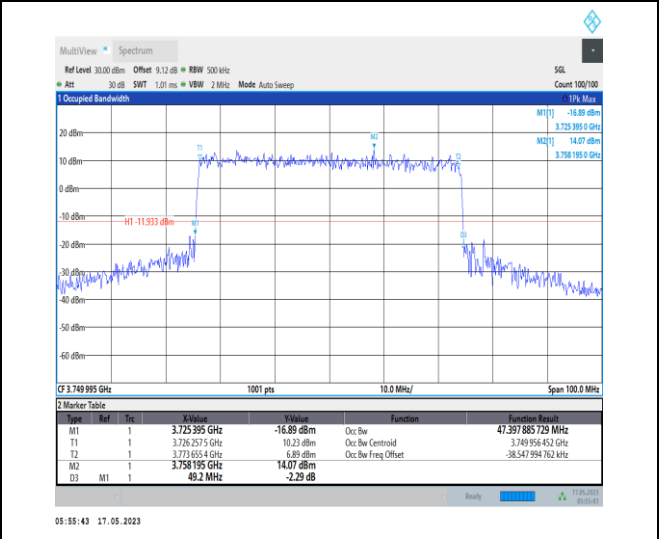 MultiView Spectrum
Ref Level 30.00 dBm Offset 9.12 dB RBW 500 kHz SGL
Att 30 dB SWT 1.01 ms VBW 2 MHz Mode Auto Sweep Count 100/100
1 Occupied Bandwidth 1Pk Max
M1[1] -16.89 dBm
3.725 395 0 GHz
M2[1] 14.07 dBm
3.758 195 0 GHz
20 dBm
M2
T1
T2
10 dBm
0 dBm
-10 dBm
H1 -11.933 dBm
M1
D3
-20 dBm
-30 dBm
-40 dBm
-50 dBm
-60 dBm
CF 3.749 995 GHz 1001 pts 10.0 MHz/ Span 100.0 MHz
2 Marker Table
Type Ref Trc X-Value Y-Value Function Function Result
M1 1 3.725 395 GHz -16.89 dBm Occ Bw 47.397 885 729 MHz
T1 1 3.726 257 5 GHz 10.23 dBm Occ Bw Centroid 3.749 956 452 GHz
T2 1 3.773 655 4 GHz 6.89 dBm Occ Bw Freq Offset -38.547 994 762 kHz
M2 1 3.758 195 GHz 14.07 dBm
D3 M1 1 49.2 MHz -2.29 dB
Ready 17.05.2023
05:55:43
05:55:43 17.05.2023